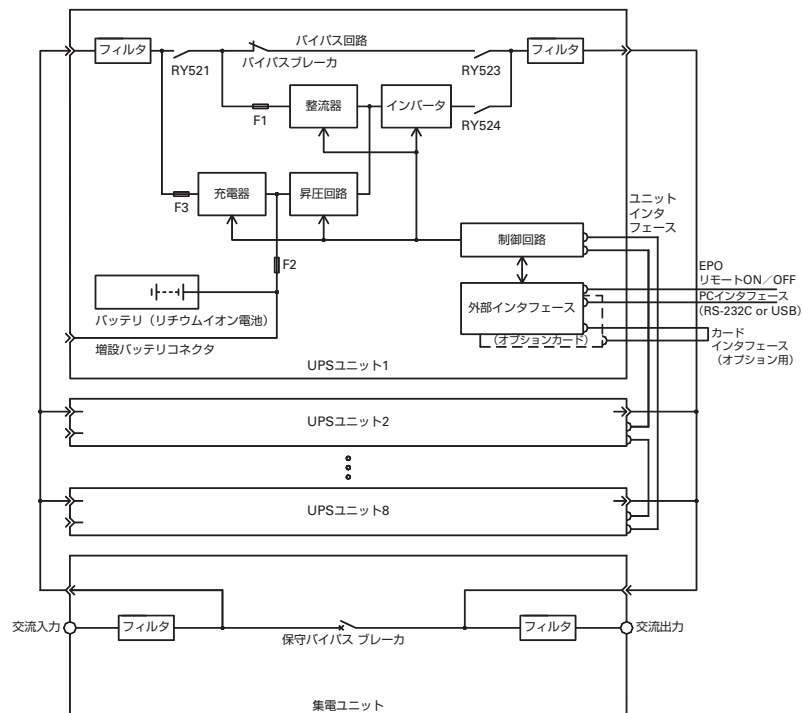 バイパス回路
フィルタ
フィルタ
RY521
バイパスブレーカ
RY523
整流器
インバータ
F1
RY524
充電器
昇圧回路
F3
ユニット
インタ
フェース
制御回路
F2
EPO
リモートON/OFF
PCインタフェース
(RS-232C or USB)
外部インタフェース
(オプションカード)
カード
インタフェース
(オプション用)
バッテリ(リチウムイオン電池)
増設バッテリコネクタ
UPSユニット1
UPSユニット2
UPSユニット8
交流入力
フィルタ
保守バイパス ブレーカ
フィルタ
交流出力
集電ユニット